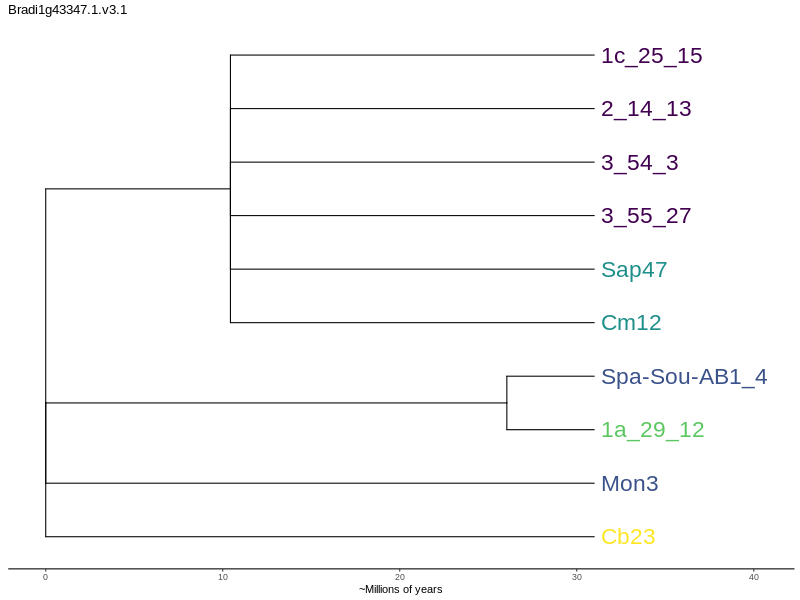 Bradi1g43347.1.v3.1
1c_25_15
2_14_13
3_54_3
3_55_27
Sap47
Cm12
Spa-Sou-AB1_4
1a_29_12
Mon3
Cb23
0 10 20 30 40
~Millions of years